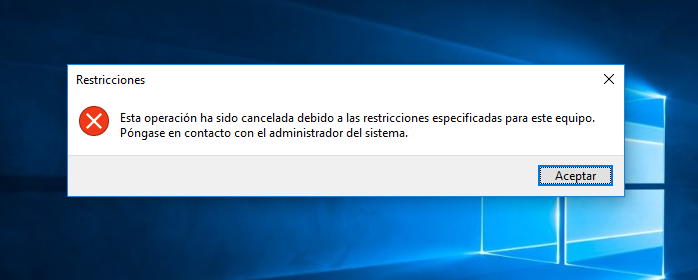 Restricciones
Esta operación ha sido cancelada debido a las restricciones especificadas para este equipo.
Póngase en contacto con el administrador del sistema.
Aceptar